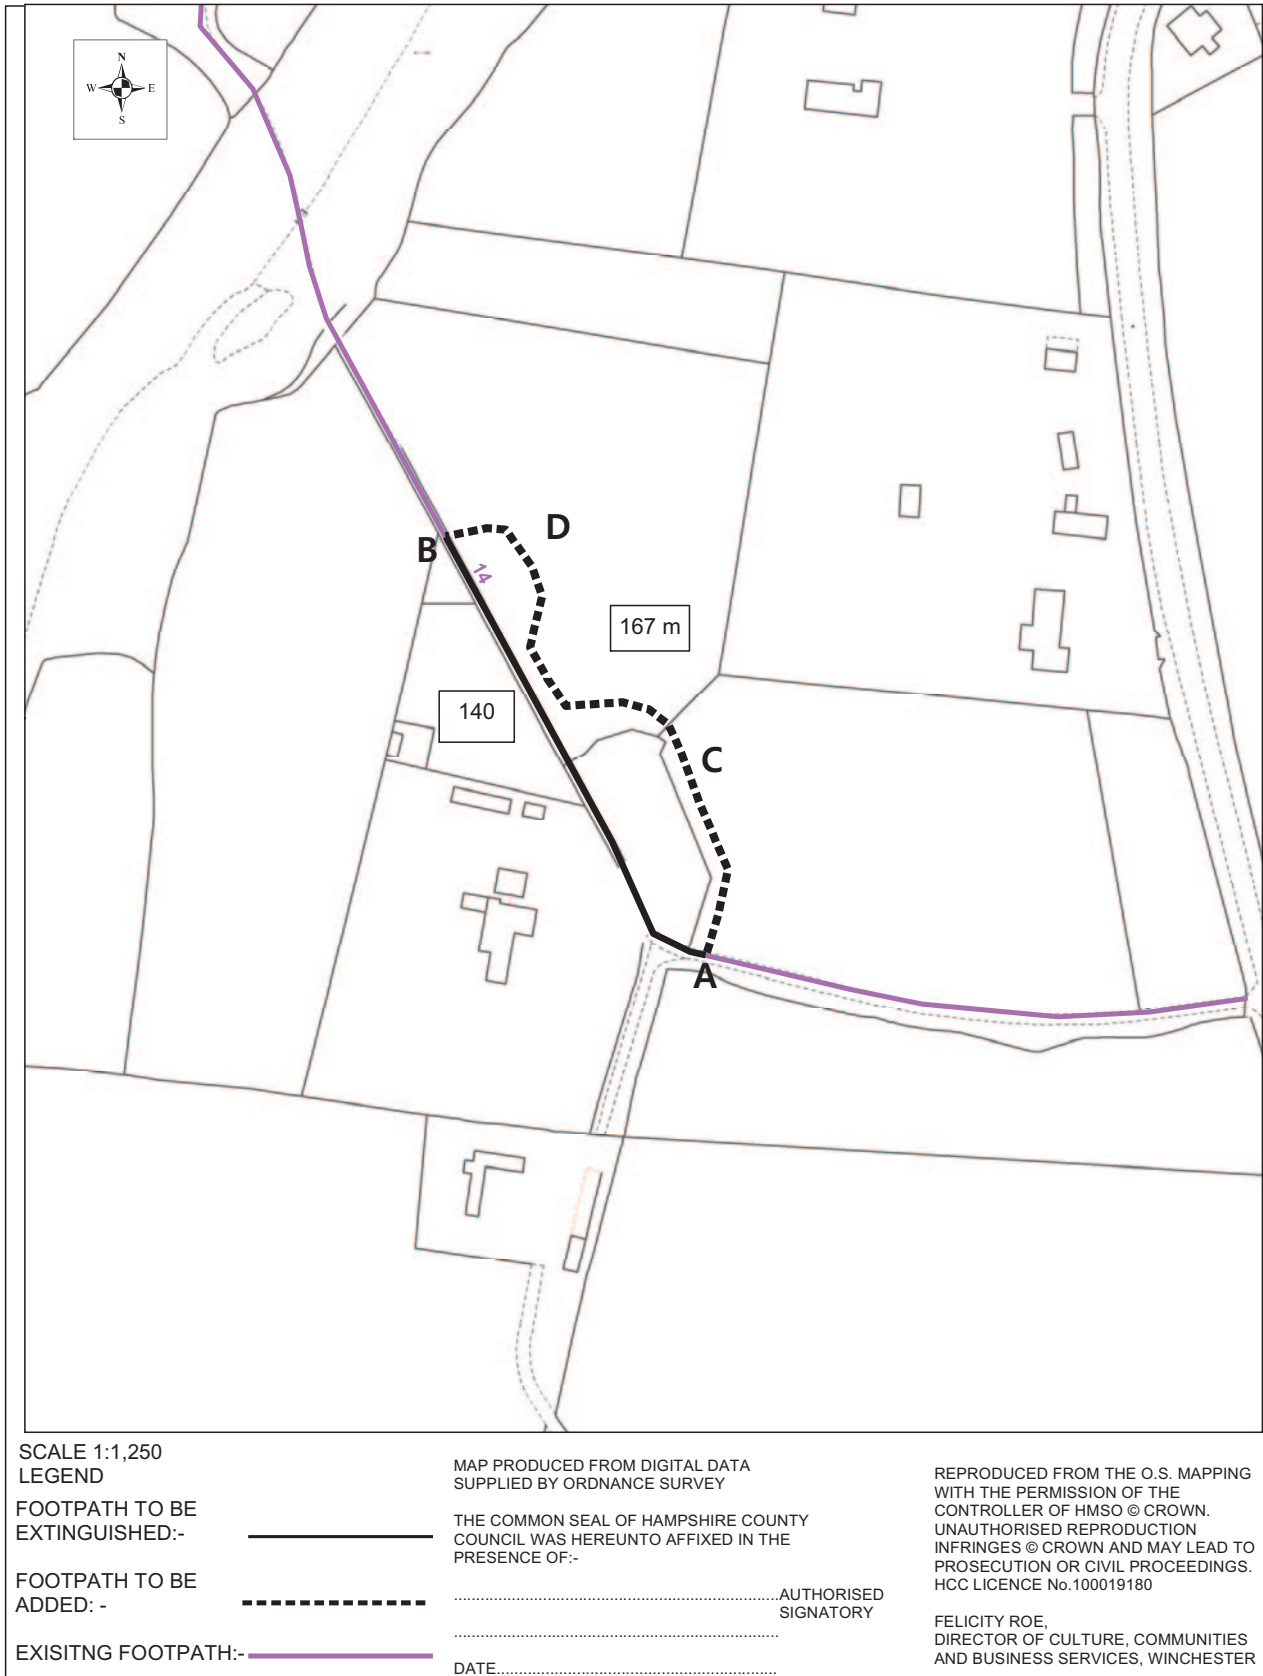 N
W E
S
D
B
14
167 m
140
C
A
SCALE 1:1,250
LEGEND
FOOTPATH TO BE
EXTINGUISHED:-
FOOTPATH TO BE
ADDED: -
EXISITNG FOOTPATH:-
MAP PRODUCED FROM DIGITAL DATA
SUPPLIED BY ORDNANCE SURVEY
THE COMMON SEAL OF HAMPSHIRE COUNTY
COUNCIL WAS HEREUNTO AFFIXED IN THE
PRESENCE OF:-
........................................................................AUTHORISED
SIGNATORY
........................................................................
DATE..............................................................
REPRODUCED FROM THE O.S. MAPPING
WITH THE PERMISSION OF THE
CONTROLLER OF HMSO © CROWN.
UNAUTHORISED REPRODUCTION
INFRINGES © CROWN AND MAY LEAD TO
PROSECUTION OR CIVIL PROCEEDINGS.
HCC LICENCE No.100019180
FELICITY ROE,
DIRECTOR OF CULTURE, COMMUNITIES
AND BUSINESS SERVICES, WINCHESTER